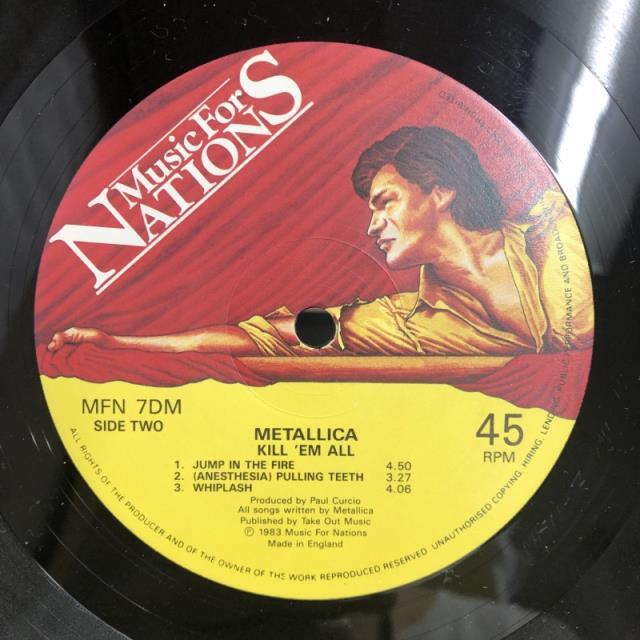 Music For
NATIONS
MFN 7DM
SIDE TWO
45
RPM
METALLICA
KILL 'EM ALL
1. JUMP IN THE FIRE 4.50
2. (ANESTHESIA) PULLING TEETH 3.27
3. WHIPLASH 4.06
Produced by Paul Curcio
All songs written by Metallica
Published by Take Out Music
Ⓟ 1983 Music For Nations
Made in England
ALL RIGHTS OF THE PRODUCER AND OF THE OWNER OF THE WORK REPRODUCED RESERVED. UNAUTHORISED COPYING, HIRING, LENDING, PUBLIC PERFORMANCE AND BROAD